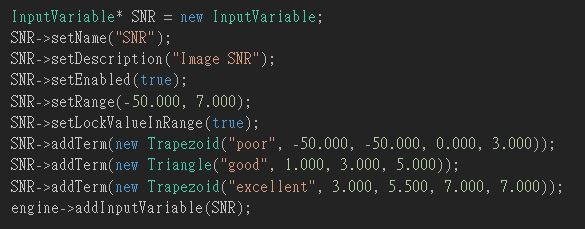 InputVariable* SNR = new InputVariable;
SNR->setName("SNR");
SNR->setDescription("Image SNR");
SNR->setEnabled(true);
SNR->setRange(-50.000, 7.000);
SNR->setLockValueInRange(true);
SNR->addTerm(new Trapezoid("poor", -50.000, -50.000, 0.000, 3.000));
SNR->addTerm(new Triangle("good", 1.000, 3.000, 5.000));
SNR->addTerm(new Trapezoid("excellent", 3.000, 5.500, 7.000, 7.000));
engine->addInputVariable(SNR);